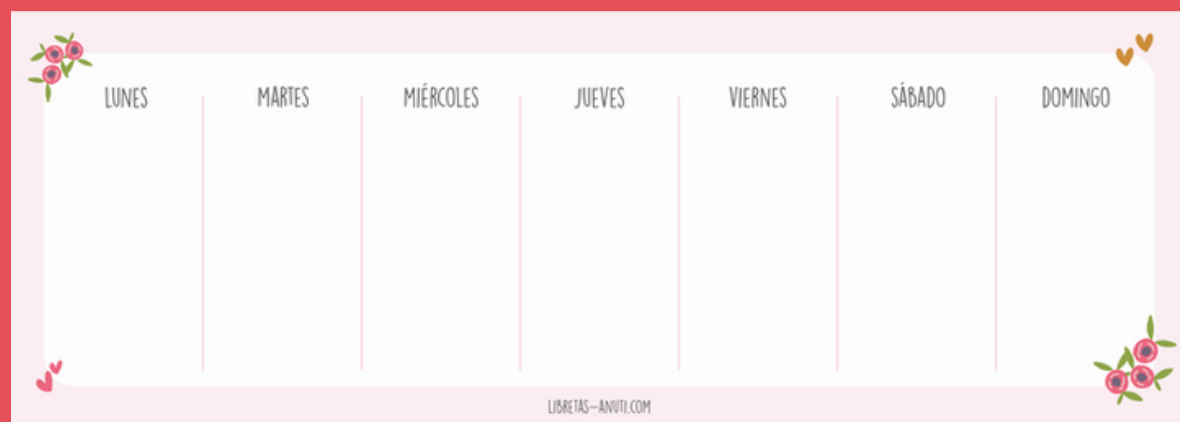 LUNES MARTES MIÉRCOLES JUEVES VIERNES SÁBADO DOMINGO
LIBRETAS-ANUTI.COM